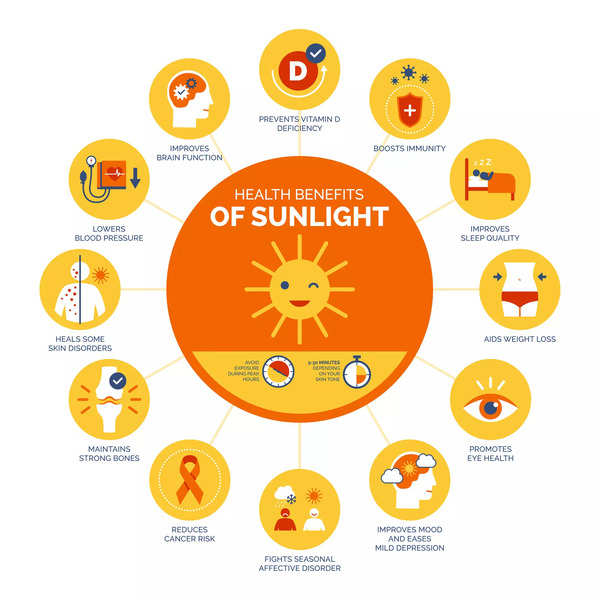 HEALTH BENEFITS
OF SUNLIGHT
AVOID
EXPOSURE
DURING PEAK
HOURS
5-30 MINUTES
DEPENDING
ON YOUR
SKIN TONE
D
PREVENTS VITAMIN D
DEFICIENCY
BOOSTS IMMUNITY
Z Z Z
IMPROVES
SLEEP QUALITY
AIDS WEIGHT LOSS
PROMOTES
EYE HEALTH
IMPROVES MOOD
AND EASES
MILD DEPRESSION
FIGHTS SEASONAL
AFFECTIVE DISORDER
REDUCES
CANCER RISK
MAINTAINS
STRONG BONES
HEALS SOME
SKIN DISORDERS
LOWERS
BLOOD PRESSURE
IMPROVES
BRAIN FUNCTION